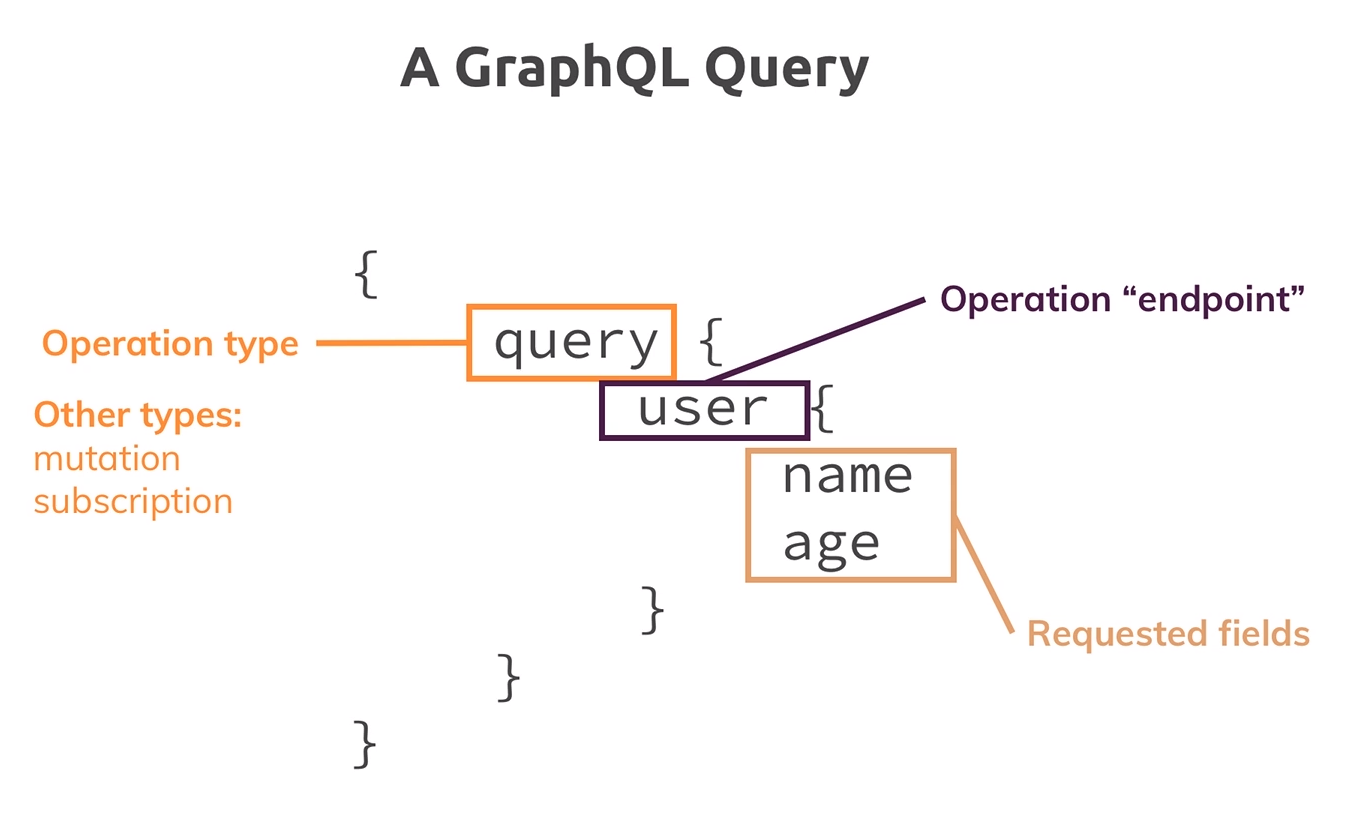 A GraphQL Query
{
query {
user {
name
age
}
}
}
Operation type
Other types:
mutation
subscription
Operation “endpoint”
Requested fields